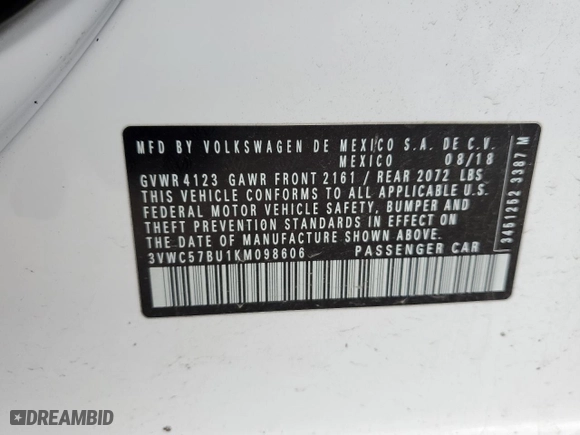 MFD BY VOLKSWAGEN DE MEXICO S.A. DE C.V.
MEXICO 08/18
GVWR 4123 GAWR FRONT 2161 / REAR 2072 LBS
THIS VEHICLE CONFORMS TO ALL APPLICABLE U.S.
FEDERAL MOTOR VEHICLE SAFETY, BUMPER AND
THEFT PREVENTION STANDARDS IN EFFECT ON
THE DATE OF MANUFACTURE SHOWN ABOVE.
3VWC57BU1KM098606 PASSENGER CAR
3451252 3387 M
DREAMBID